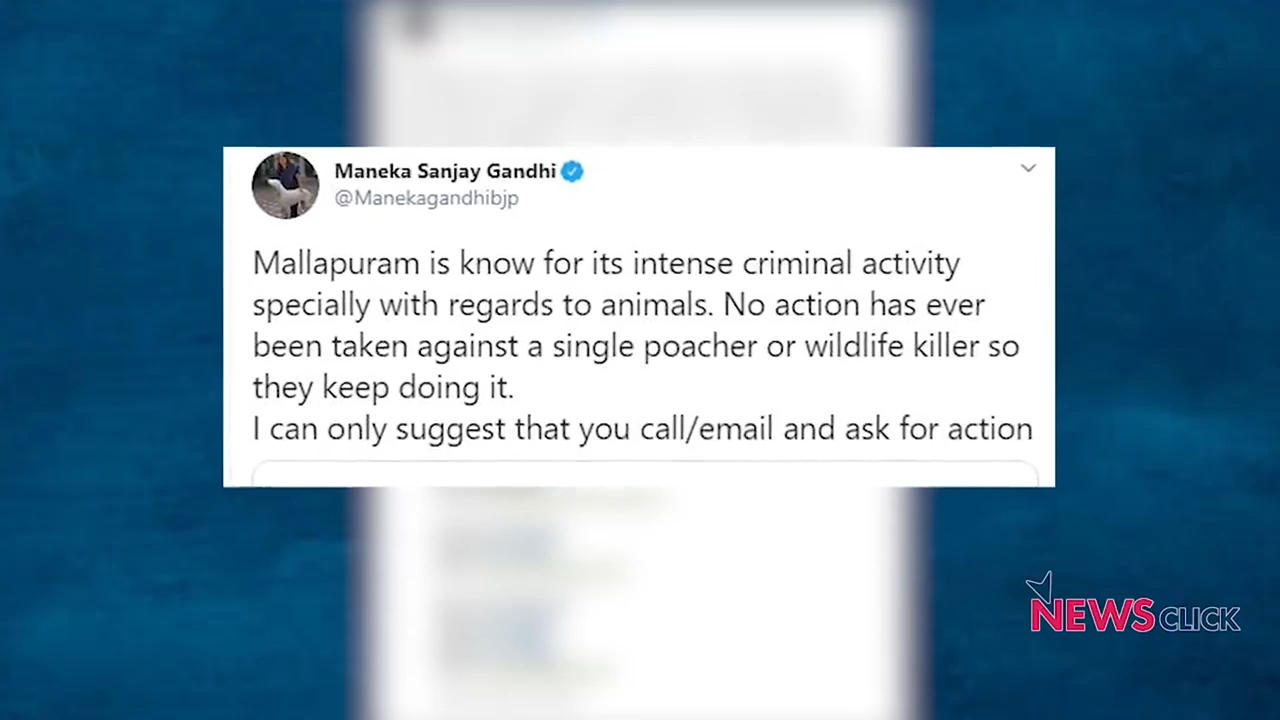 Maneka Sanjay Gandhi
@Manekagandhibjp
Mallapuram is know for its intense criminal activity
specially with regards to animals. No action has ever
been taken against a single poacher or wildlife killer so
they keep doing it.
I can only suggest that you call/email and ask for action
NEWSCLICK